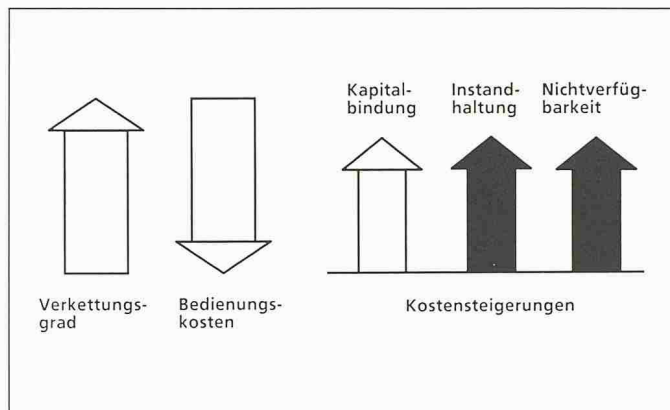 Kapital-
bindung
Instand-
haltung
Nichtverfüg-
barkeit
Verkettungs-
grad
Bedienungs-
kosten
Kostensteigerungen